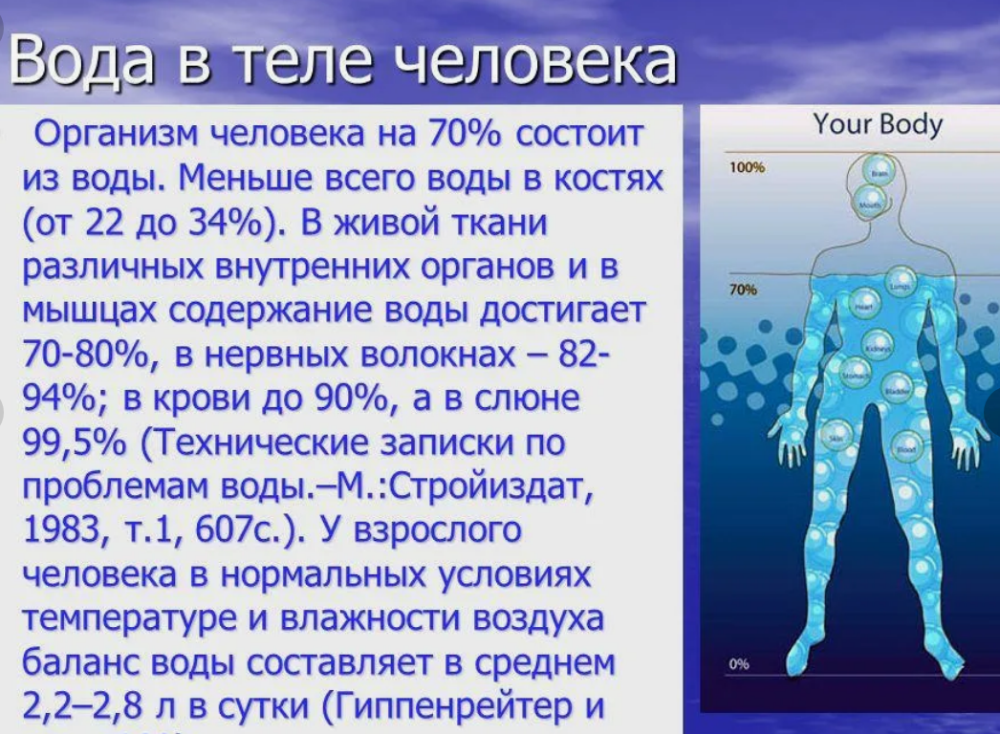 Вода в теле человека
Организм человека на 70% состоит
из воды. Меньше всего воды в костях
(от 22 до 34%). В живой ткани
различных внутренних органов и в
мышцах содержание воды достигает
70-80%, в нервных волокнах – 82-
94%; в крови до 90%, а в слюне
99,5% (Технические записки по
проблемам воды.–М.:Стройиздат,
1983, т.1, 607с.). У взрослого
человека в нормальных условиях
температуре и влажности воздуха
баланс воды составляет в среднем
2,2–2,8 л в сутки (Гиппенрейтер и
Your Body
100%
Brain
Mouth
70%
Lungs
Heart
Kidneys
Stomach
Bladder
Skin
Blood
0%